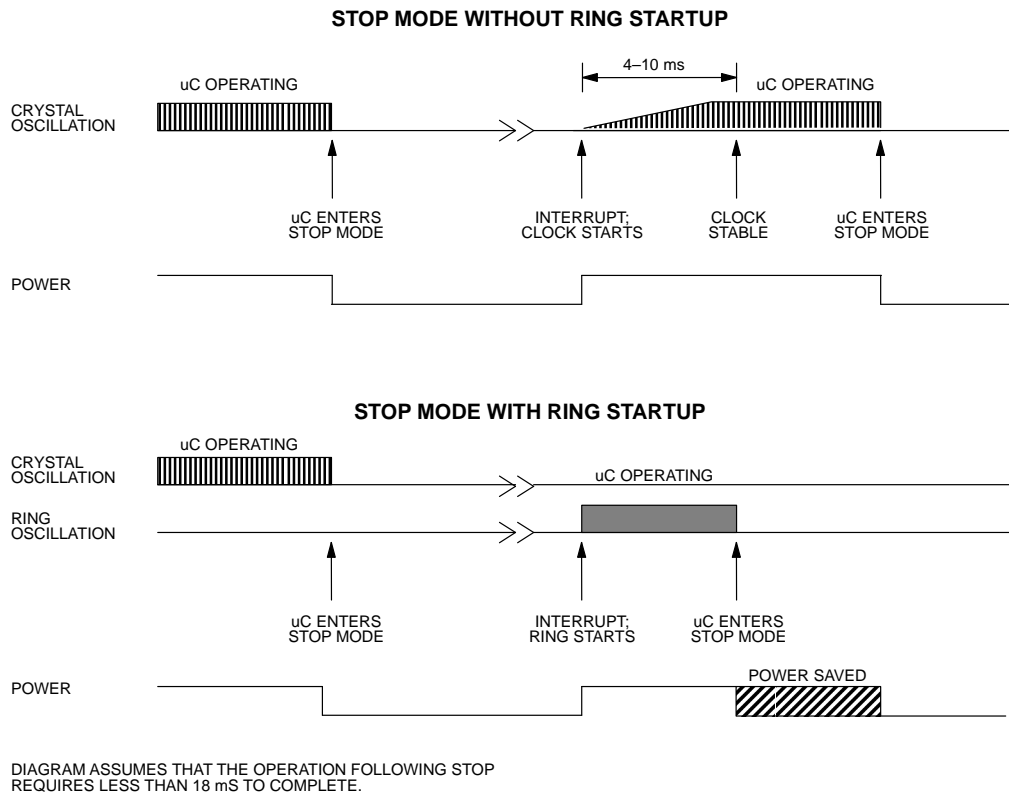 STOP MODE WITHOUT RING STARTUP
4–10 ms
uC OPERATING
uC OPERATING
CRYSTAL
OSCILLATION
uC ENTERS
STOP MODE
INTERRUPT;
CLOCK STARTS
CLOCK
STABLE
uC ENTERS
STOP MODE
POWER
STOP MODE WITH RING STARTUP
uC OPERATING
CRYSTAL
OSCILLATION
uC OPERATING
RING
OSCILLATION
uC ENTERS
STOP MODE
INTERRUPT;
RING STARTS
uC ENTERS
STOP MODE
POWER SAVED
POWER
DIAGRAM ASSUMES THAT THE OPERATION FOLLOWING STOP
REQUIRES LESS THAN 18 mS TO COMPLETE.